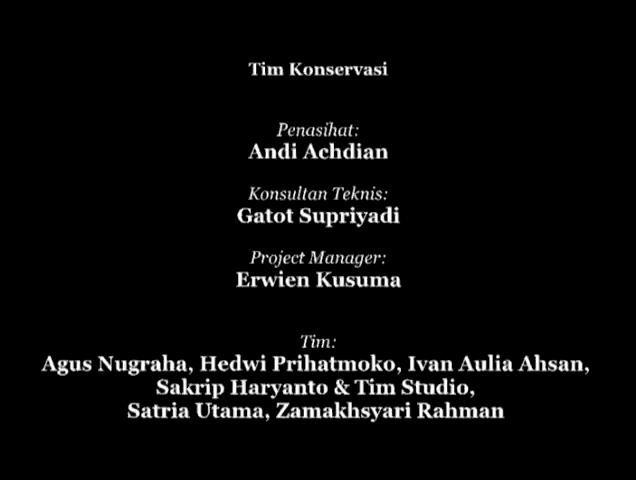 Tim Konservasi
Penasihat:
Andi Achdian
Konsultan Teknis:
Gatot Supriyadi
Project Manager:
Erwien Kusuma
Tim:
Agus Nugraha, Hedwi Prihatmoko, Ivan Aulia Ahsan,
Sakrip Haryanto & Tim Studio,
Satria Utama, Zamakhsyari Rahman